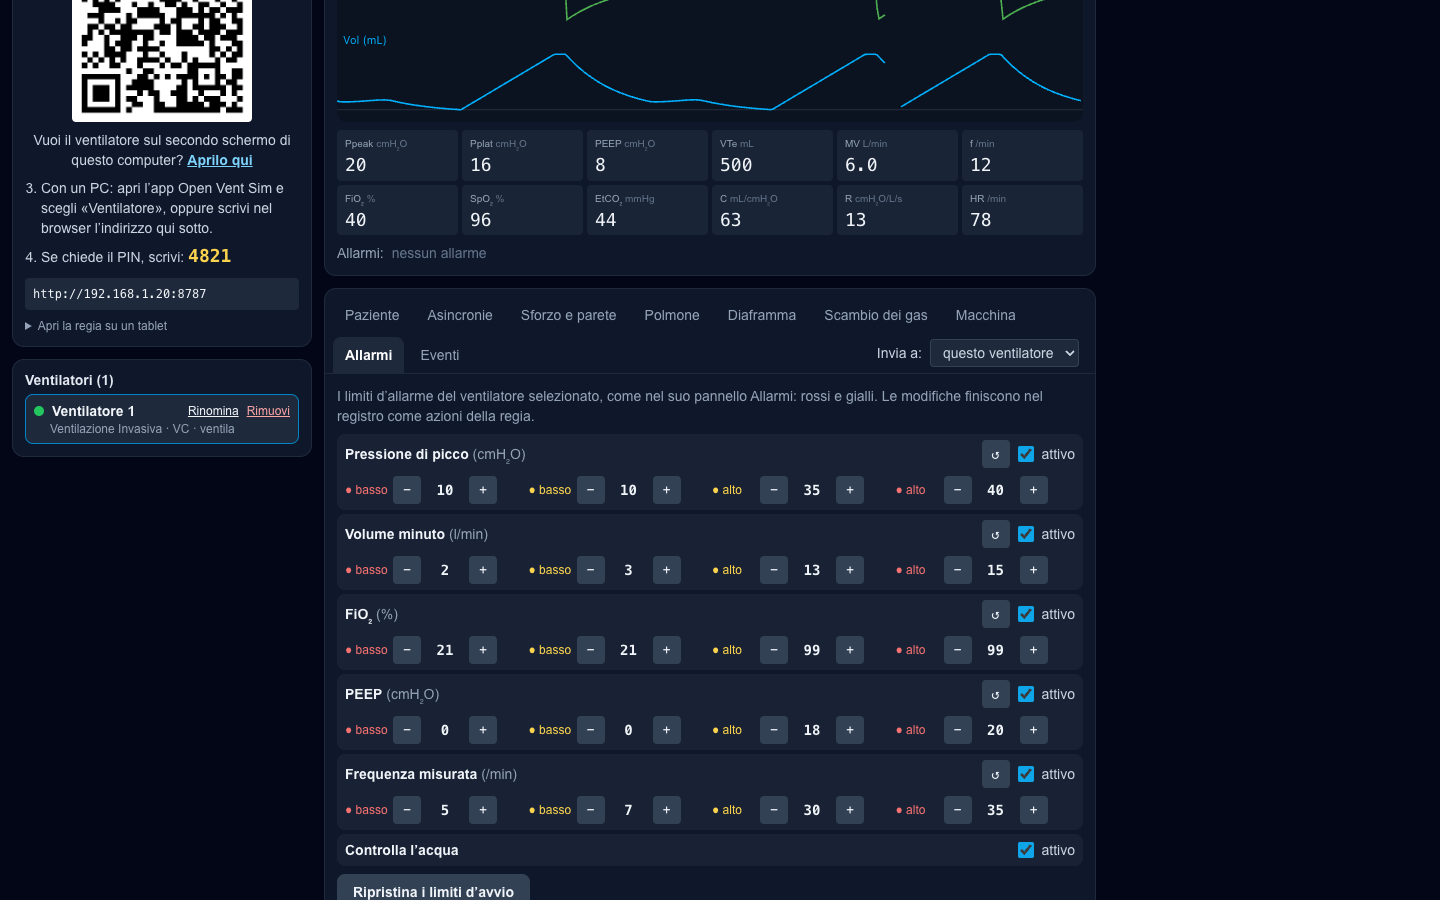 Vuoi il ventilatore sul secondo schermo di
questo computer? Aprilo qui
3. Con un PC: apri l’app Open Vent Sim e
scegli «Ventilatore», oppure scrivi nel
browser l’indirizzo qui sotto.
4. Se chiede il PIN, scrivi: 4821
http://192.168.1.20:8787
▶ Apri la regia su un tablet
Ventilatori (1)
Ventilatore 1 Rinomina Rimuovi
Ventilazione Invasiva · VC · ventila
Vol (mL)
Ppeak cmH₂O Pplat cmH₂O PEEP cmH₂O VTe mL MV L/min f /min
20 16 8 500 6.0 12
FiO₂ % SpO₂ % EtCO₂ mmHg C mL/cmH₂O R cmH₂O/L/s HR /min
40 96 44 63 13 78
Allarmi: nessun allarme
Paziente Asincronie Sforzo e parete Polmone Diaframma Scambio dei gas Macchina
Allarmi Eventi Invia a: questo ventilatore
I limiti d’allarme del ventilatore selezionato, come nel suo pannello Allarmi: rossi e gialli. Le modifiche finiscono nel
registro come azioni della regia.
Pressione di picco (cmH₂O) ↺ attivo
● basso − 10 + ● basso − 10 + ● alto − 35 + ● alto − 40 +
Volume minuto (l/min) ↺ attivo
● basso − 2 + ● basso − 3 + ● alto − 13 + ● alto − 15 +
FiO₂ (%) ↺ attivo
● basso − 21 + ● basso − 21 + ● alto − 99 + ● alto − 99 +
PEEP (cmH₂O) ↺ attivo
● basso − 0 + ● basso − 0 + ● alto − 18 + ● alto − 20 +
Frequenza misurata (/min) ↺ attivo
● basso − 5 + ● basso − 7 + ● alto − 30 + ● alto − 35 +
Controlla l’acqua attivo
Ripristina i limiti d’avvio